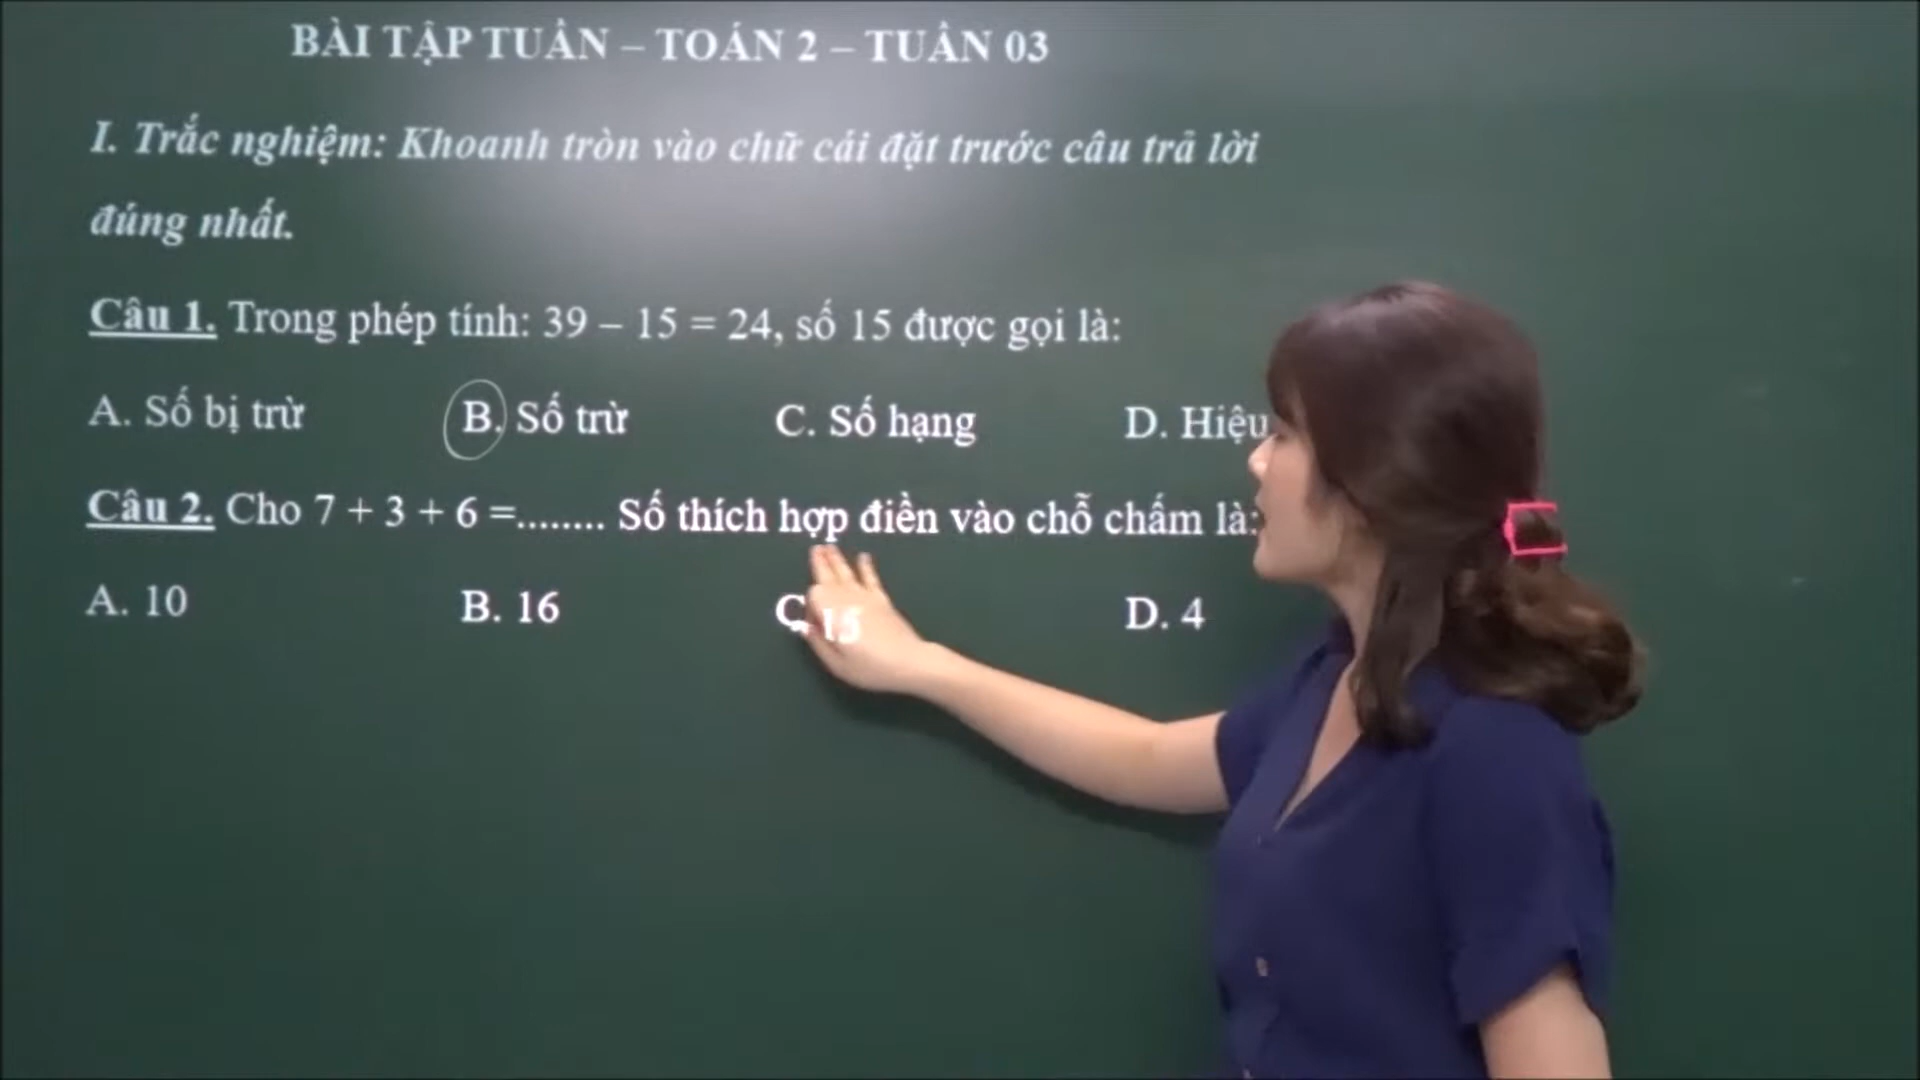 BÀI TẬP TUẦN – TOÁN 2 – TUẦN 03
I. Trắc nghiệm: Khoanh tròn vào chữ cái đặt trước câu trả lời
đúng nhất.
Câu 1. Trong phép tính: 39 – 15 = 24, số 15 được gọi là:
A. Số bị trừ B. Số trừ C. Số hạng D. Hiệu
Câu 2. Cho 7 + 3 + 6 =........ Số thích hợp điền vào chỗ chấm là:
A. 10 B. 16 C. 15 D. 4